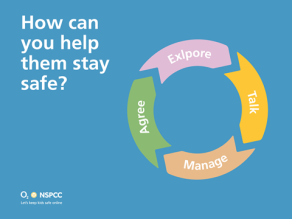 How can
you help
them stay
safe?
Exlpore
Talk
Manage
Agree
O₂ NSPCC
Let's keep kids safe online